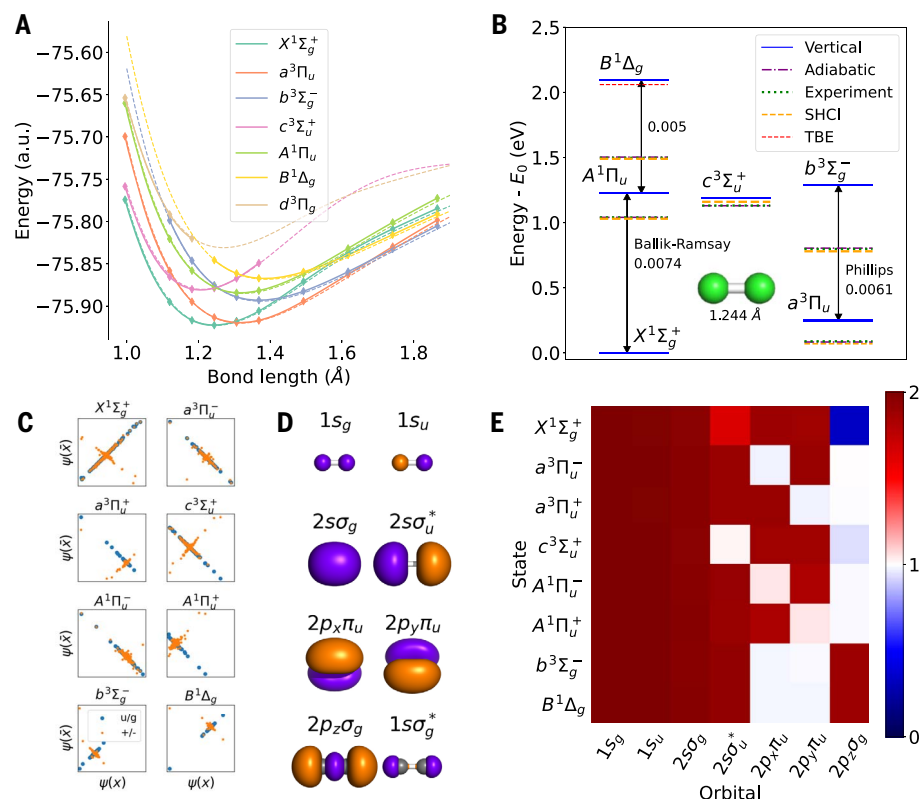 A
Energy (a.u.)
−75.60
−75.65
−75.70
−75.75
−75.80
−75.85
−75.90
1.0
1.2
1.4
1.6
1.8
Bond length (Å)
X¹Σg⁺
a³Πu
b³Σg⁻
c³Σu⁺
A¹Πu
B¹Δg
d³Πg
B
Energy - E₀ (eV)
2.5
2.0
1.5
1.0
0.5
0.0
Vertical
Adiabatic
Experiment
SHCI
TBE
B¹Δg
0.005
A¹Πu
c³Σu⁺
b³Σg⁻
Ballik-Ramsay
0.0074
Phillips
0.0061
1.244 Å
a³Πu
X¹Σg⁺
C
X¹Σg⁺
a³Πu⁻
ψ(x̄)
a³Πu⁺
c³Σu⁺
ψ(x̄)
A¹Πu⁻
A¹Πu⁺
ψ(x̄)
b³Σg⁻
B¹Δg
ψ(x̄)
u/g
+/-
ψ(x)
ψ(x)
D
1sg
1su
2sσg
2sσu*
2pxπu
2pyπu
2pzσg
1sσg*
E
State
X¹Σg⁺
a³Πu⁻
a³Πu⁺
c³Σu⁺
A¹Πu⁻
A¹Πu⁺
b³Σg⁻
B¹Δg
1sg
1su
2sσg
2sσu*
2pxπu
2pyπu
2pzσg
Orbital
2
1
0